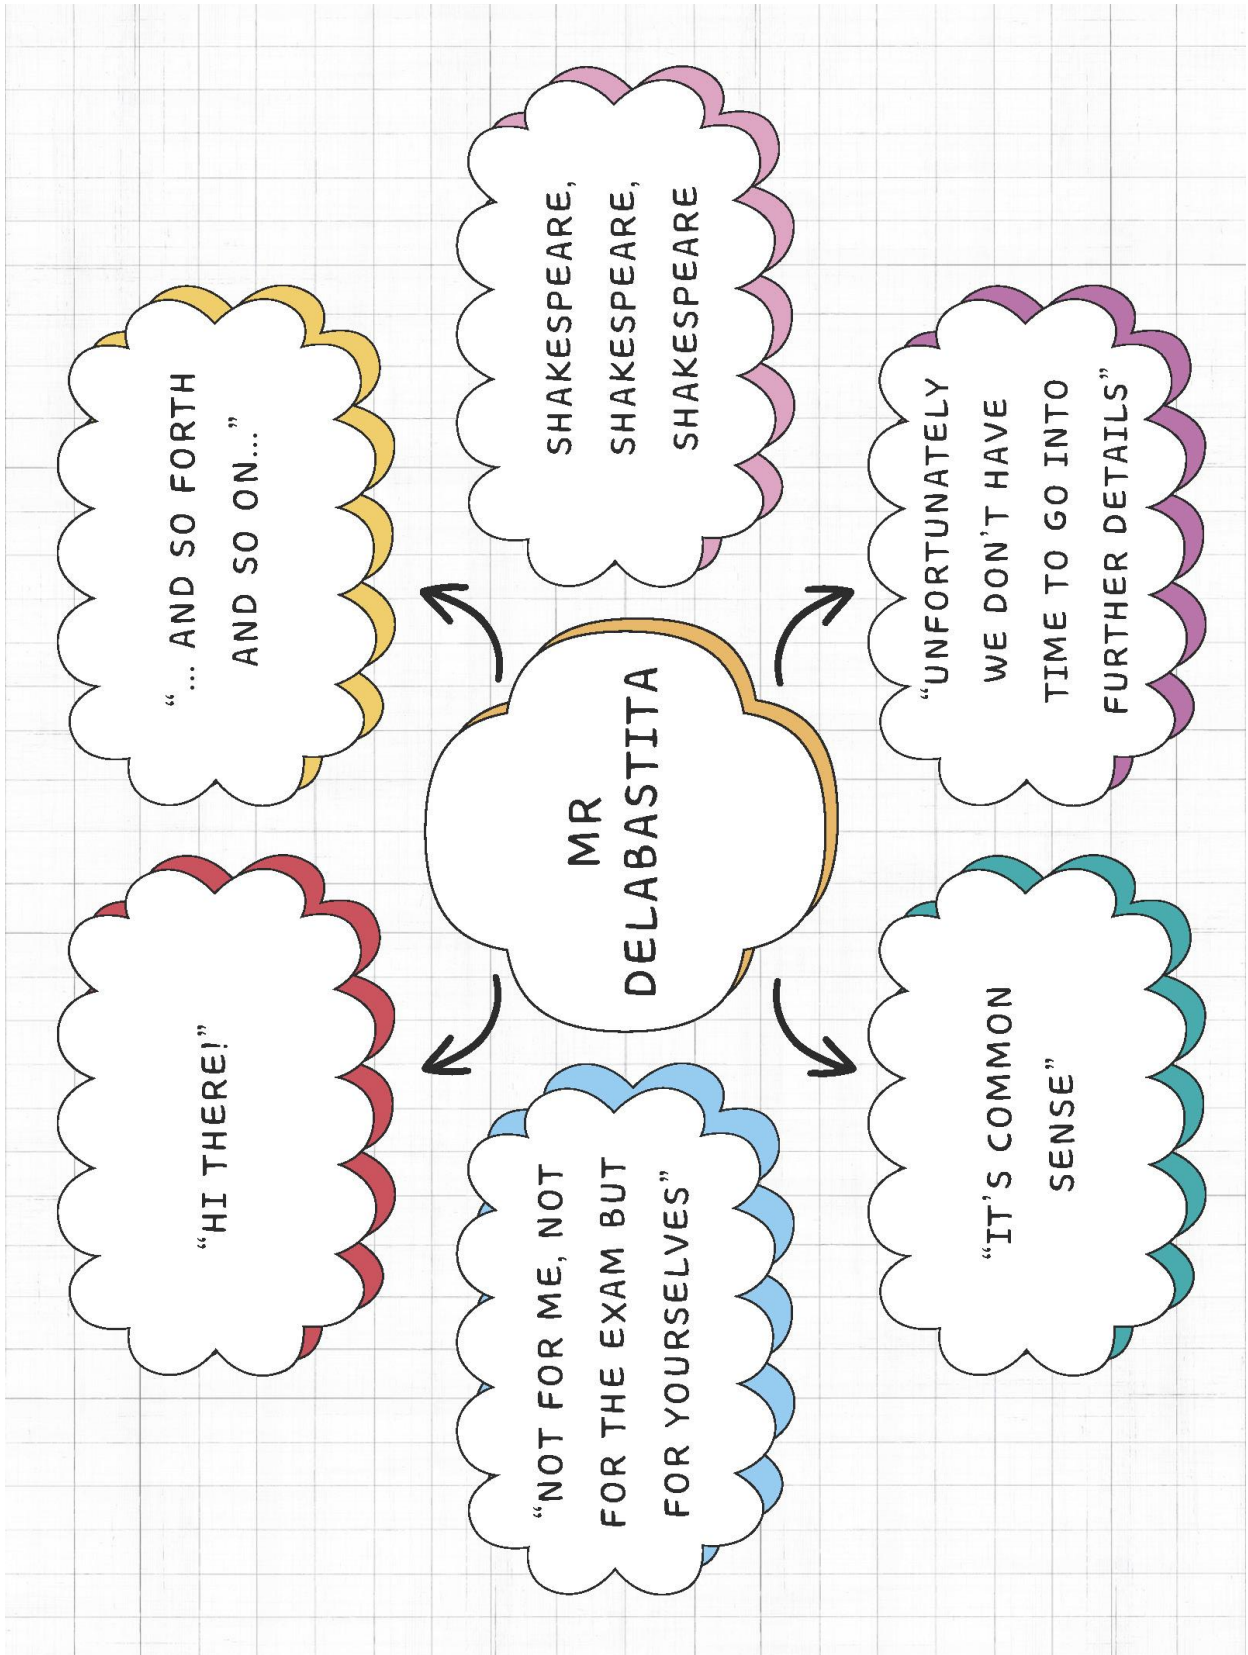 "HI THERE!"
"... AND SO FORTH
AND SO ON..."
"NOT FOR ME, NOT
FOR THE EXAM BUT
FOR YOURSELVES"
MR
DELABASTITA
SHAKESPEARE,
SHAKESPEARE,
SHAKESPEARE
"IT'S COMMON
SENSE"
"UNFORTUNATELY
WE DON'T HAVE
TIME TO GO INTO
FURTHER DETAILS"